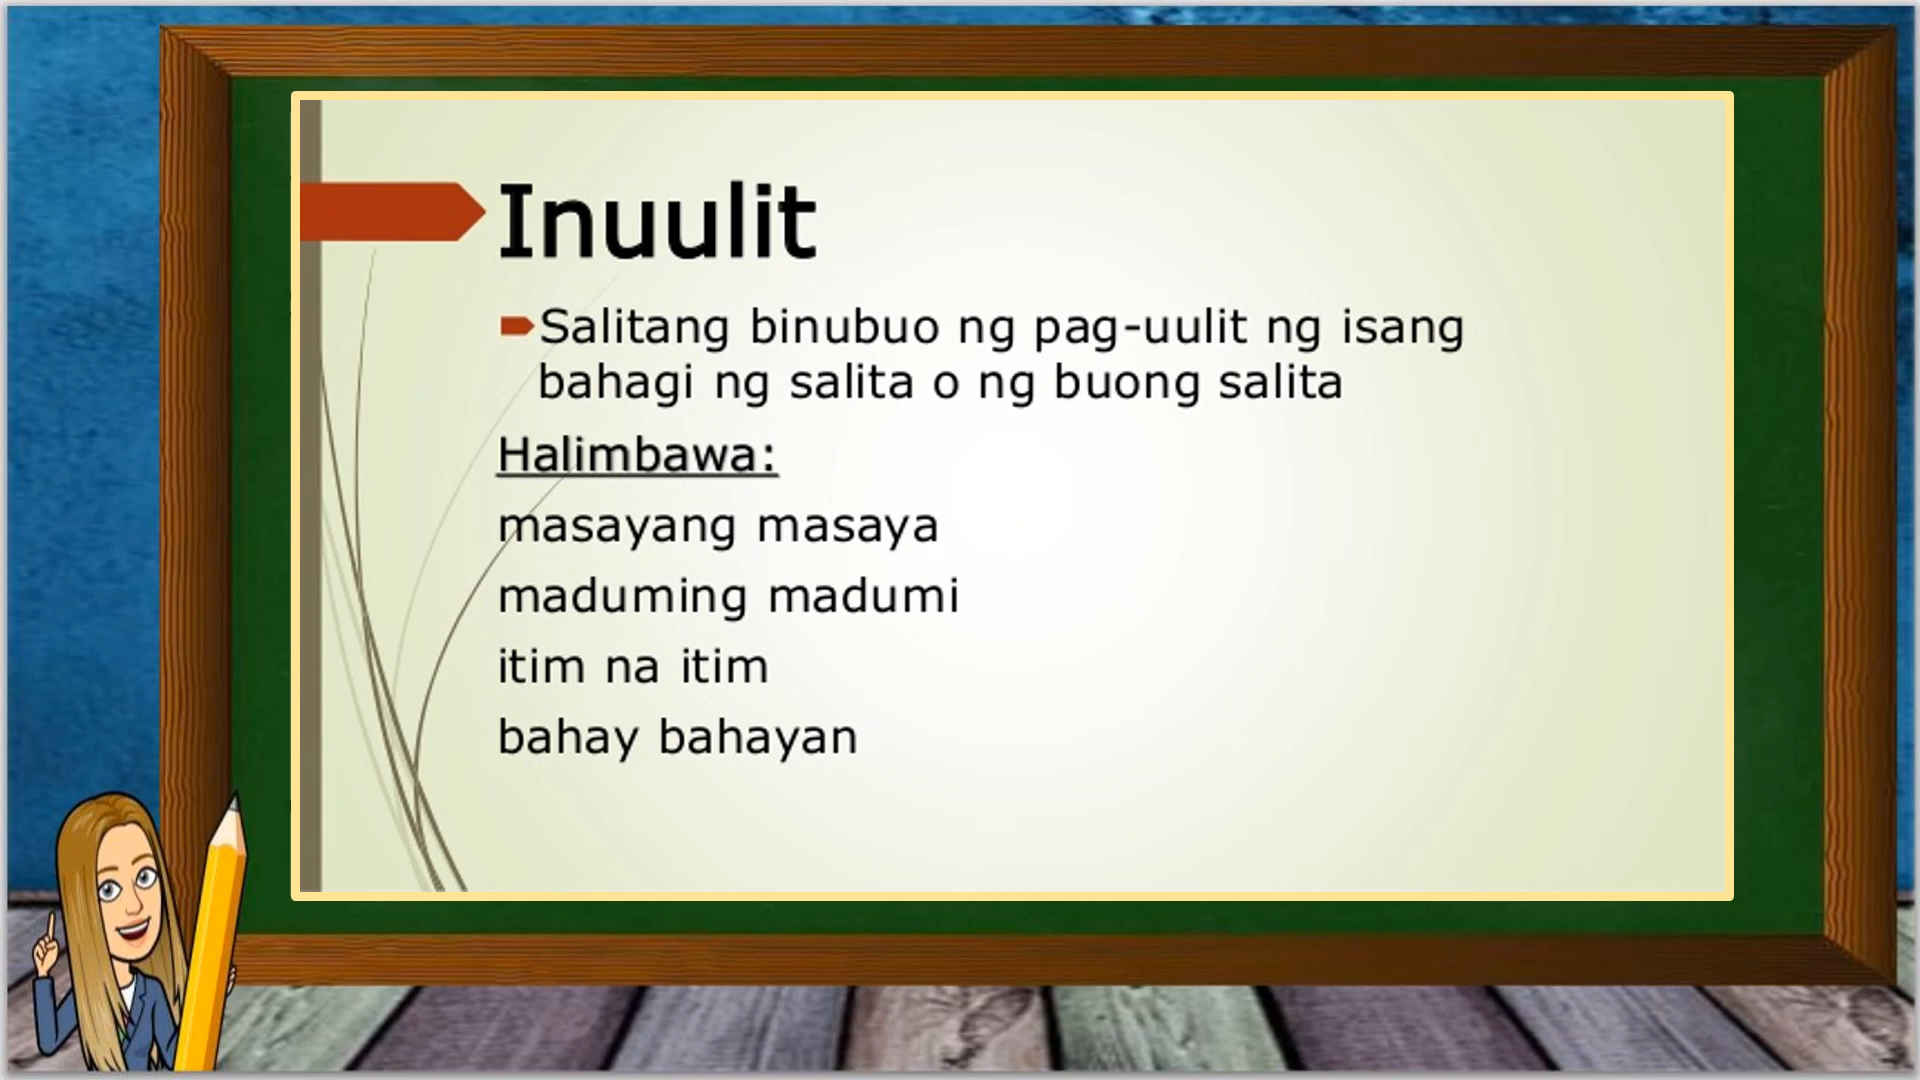 Inuulit
Salitang binubuo ng pag-uulit ng isang
bahagi ng salita o ng buong salita
Halimbawa:
masayang masaya
maduming madumi
itim na itim
bahay bahayan